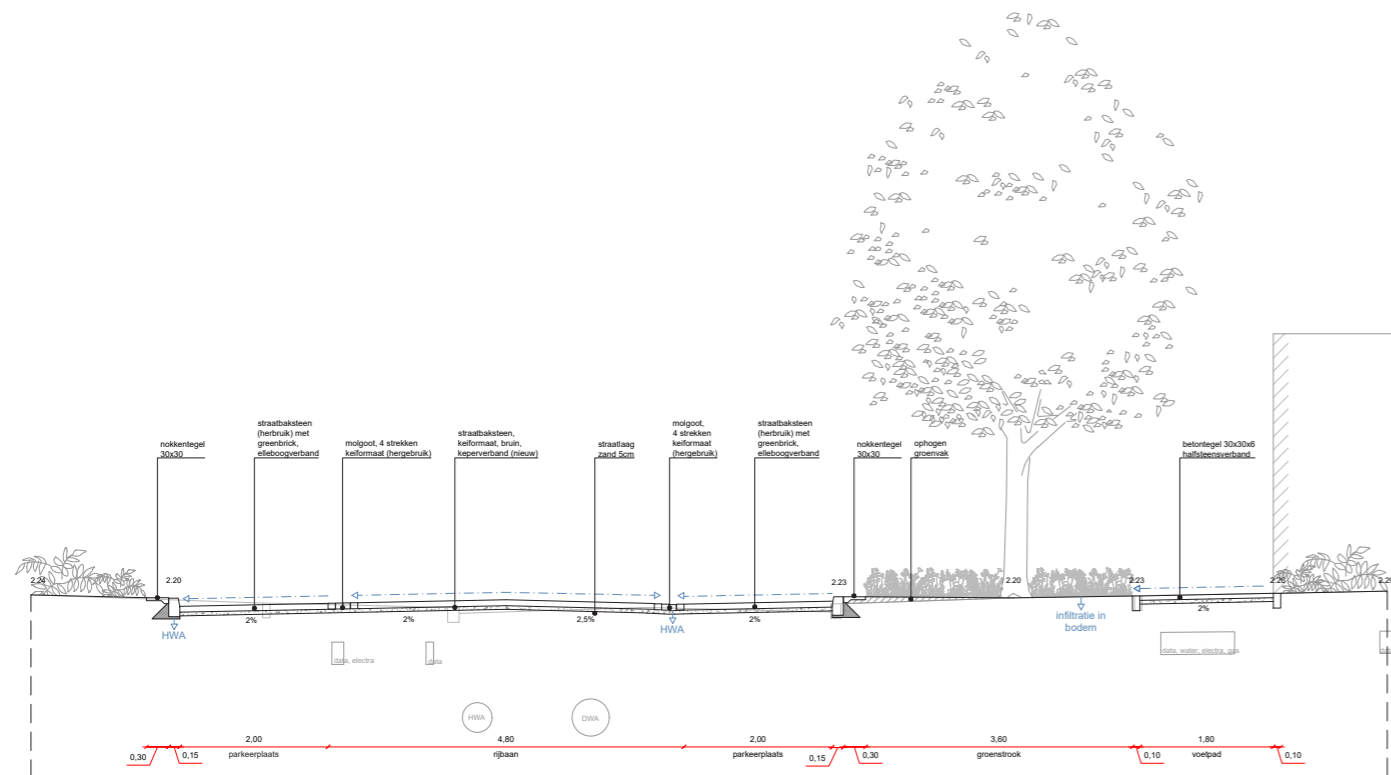 nokkentegel
30x30
straatbaksteen
(herbruik) met
greenbrick,
elleboogverband
molgoot, 4 strekken
keiformaat (hergebruik)
straatbaksteen,
keiformaat, bruin,
keperverband (nieuw)
straatlaag
zand 5cm
molgoot,
4 strekken
keiformaat
(hergebruik)
straatbaksteen
(herbruik) met
greenbrick,
elleboogverband
nokkentegel
30x30
ophogen
groenvak
betontegel 30x30x6
halfsteensverband
2.24
2.20
2.23
2.20
2.23
2.26
2%
2%
2,5%
2%
2%
HWA
HWA
infiltratie in
bodem
data, electra
data
data, water, electra, gas
HWA
DWA
0,30
0,15
2,00
parkeerplaats
4,80
rijbaan
2,00
parkeerplaats
0,15
0,30
3,60
groenstrook
0,10
1,80
voetpad
0,10